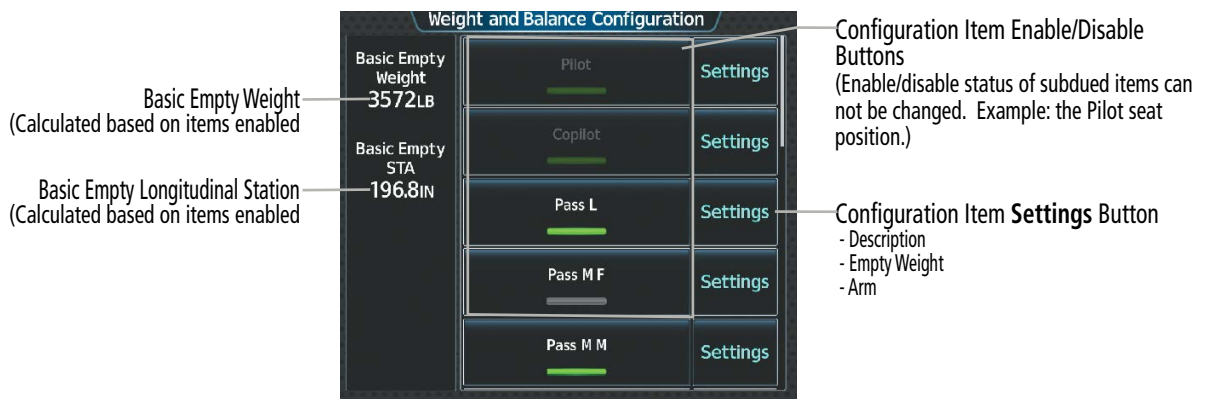 Weight and Balance Configuration
Basic Empty
Weight
3572LB
Basic Empty
STA
196.8IN
Pilot
Settings
Copilot
Settings
Pass L
Settings
Pass M F
Settings
Pass M M
Settings
Basic Empty Weight
(Calculated based on items enabled
Basic Empty Longitudinal Station
(Calculated based on items enabled
Configuration Item Enable/Disable
Buttons
(Enable/disable status of subdued items can
not be changed. Example: the Pilot seat
position.)
Configuration Item Settings Button
- Description
- Empty Weight
- Arm